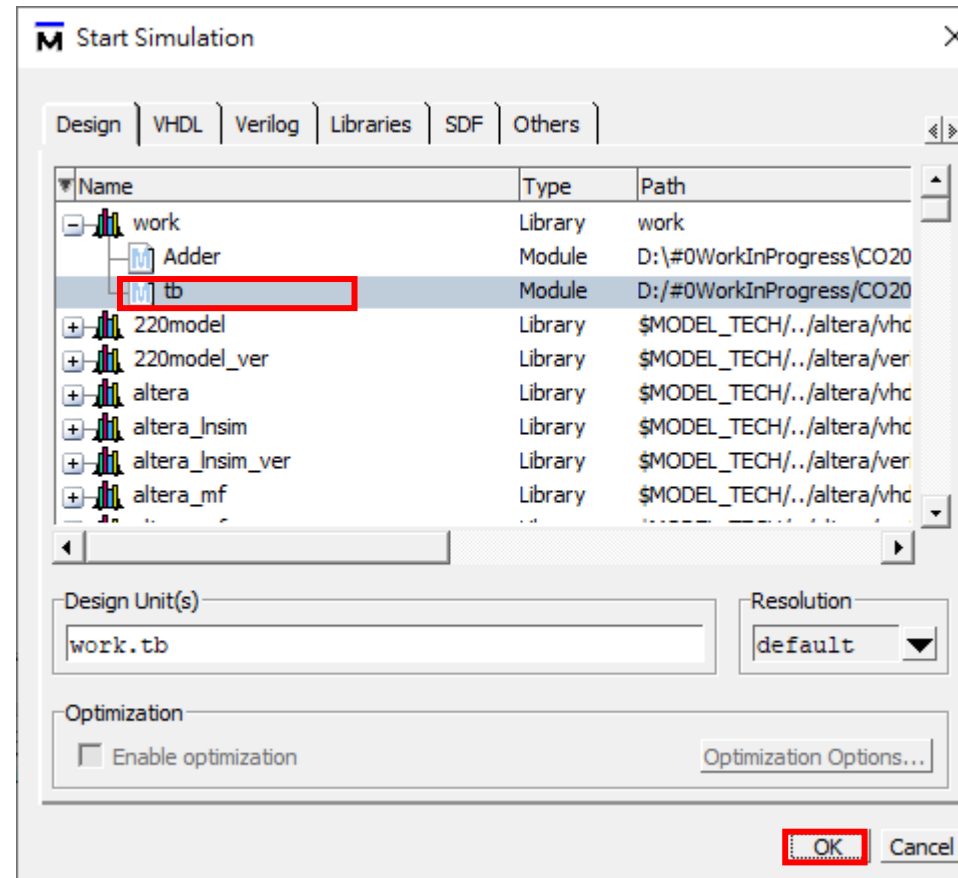 Start Simulation
Design VHDL Verilog Libraries SDF Others
Name Type Path
work Library work
Adder Module D:\#0WorkInProgress\CO20
tb Module D:/#0WorkInProgress/CO20
220model Library $MODEL_TECH/../altera/vhd
220model_ver Library $MODEL_TECH/../altera/veri
altera Library $MODEL_TECH/../altera/vhd
altera_lnsim Library $MODEL_TECH/../altera/vhd
altera_lnsim_ver Library $MODEL_TECH/../altera/veri
altera_mf Library $MODEL_TECH/../altera/vhd
Design Unit(s) Resolution
work.tb default
Optimization
Enable optimization Optimization Options...
OK Cancel